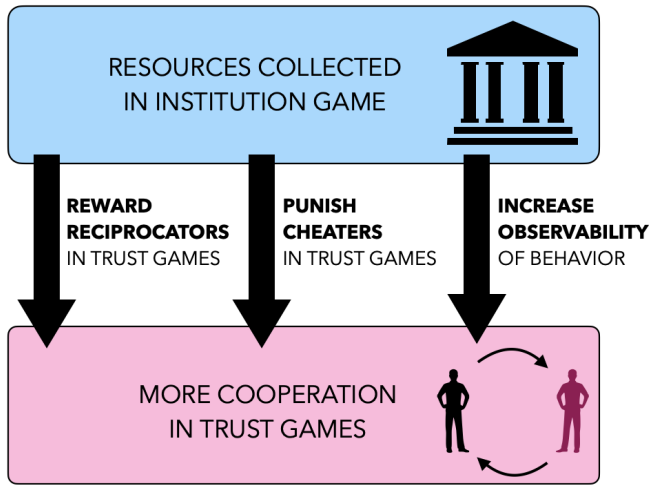 RESOURCES COLLECTED
IN INSTITUTION GAME
REWARD
RECIPROCATORS
IN TRUST GAMES
PUNISH
CHEATERS
IN TRUST GAMES
INCREASE
OBSERVABILITY
OF BEHAVIOR
MORE COOPERATION
IN TRUST GAMES